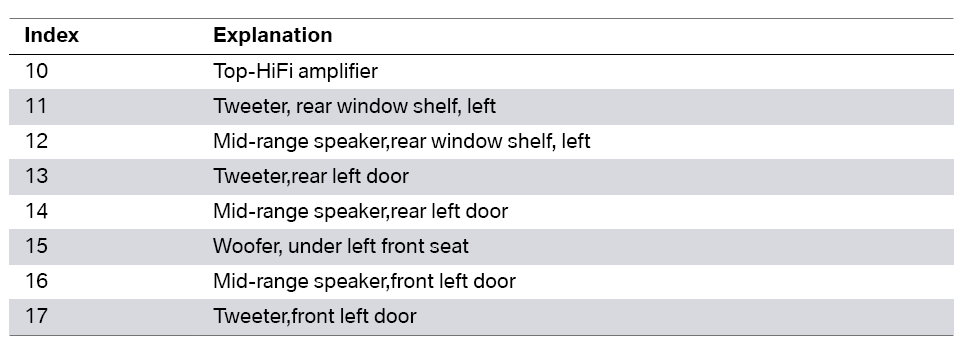 Index Explanation
10 Top-HiFi amplifier
11 Tweeter, rear window shelf, left
12 Mid-range speaker,rear window shelf, left
13 Tweeter,rear left door
14 Mid-range speaker,rear left door
15 Woofer, under left front seat
16 Mid-range speaker,front left door
17 Tweeter,front left door